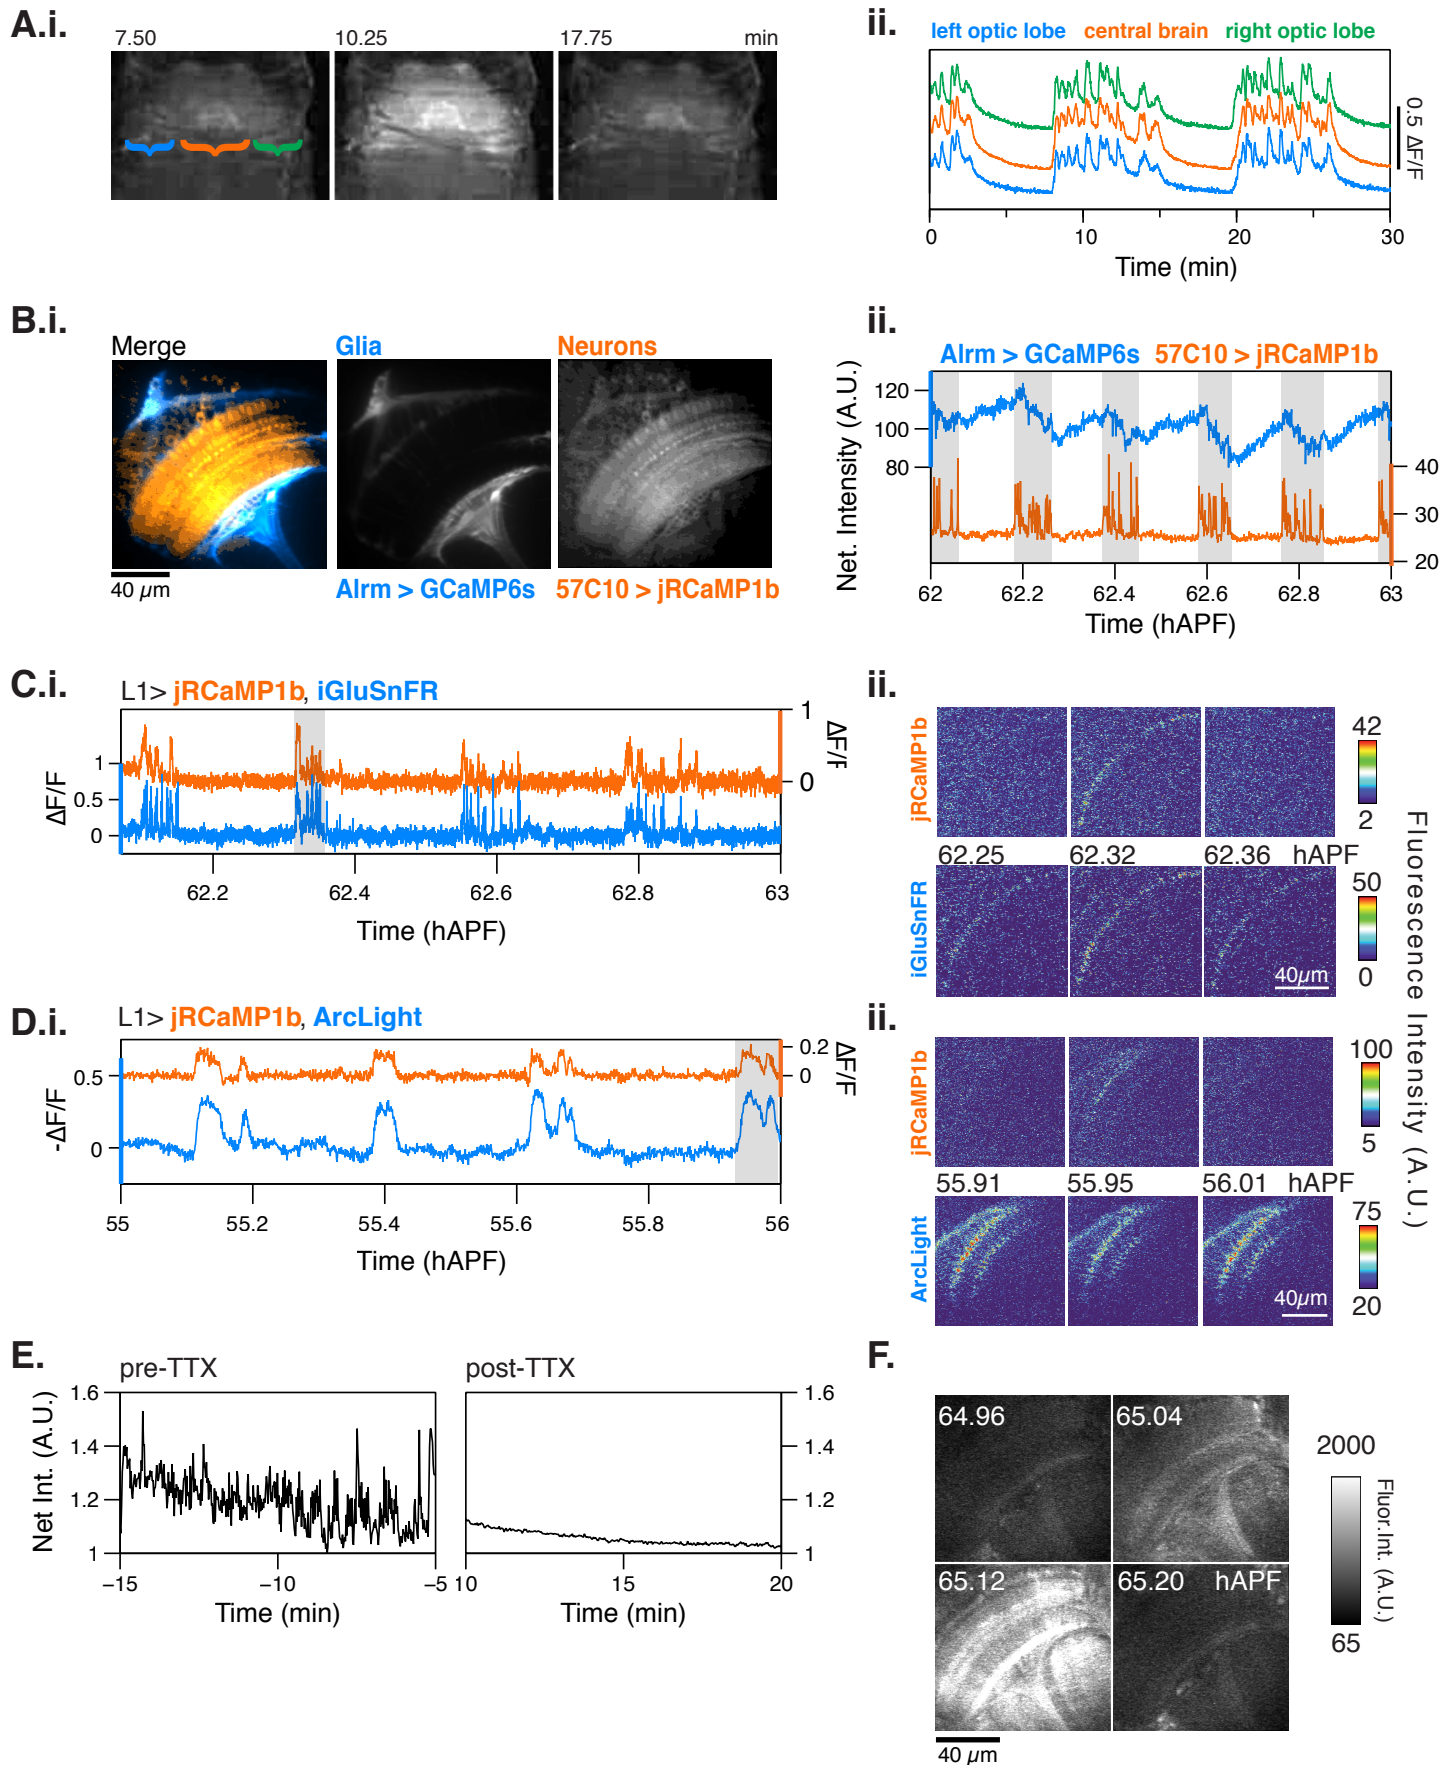 A.i.
7.50 10.25 17.75 min
ii.
left optic lobe central brain right optic lobe
0.5 ΔF/F
0 10 20 30
Time (min)
B.i.
Merge Glia Neurons
40 µm
Alrm > GCaMP6s 57C10 > jRCaMP1b
ii.
Alrm > GCaMP6s 57C10 > jRCaMP1b
Net. Intensity (A.U.)
120
100
80
40
30
20
62 62.2 62.4 62.6 62.8 63
Time (hAPF)
C.i.
L1> jRCaMP1b, iGluSnFR
ΔF/F
1
0.5
0
1
0
ΔF/F
62.2 62.4 62.6 62.8 63
Time (hAPF)
ii.
jRCaMP1b
42
2
62.25 62.32 62.36 hAPF
iGluSnFR
50
0
40µm
Fluorescence Intensity (A.U.)
D.i.
L1> jRCaMP1b, ArcLight
-ΔF/F
0.5
0
0.2
0
ΔF/F
55 55.2 55.4 55.6 55.8 56
Time (hAPF)
ii.
jRCaMP1b
100
5
55.91 55.95 56.01 hAPF
ArcLight
75
20
40µm
E.
pre-TTX post-TTX
Net Int. (A.U.)
1.6
1.4
1.2
1
1.6
1.4
1.2
1
−15 −10 −5 10 15 20
Time (min) Time (min)
F.
64.96 65.04
65.12 65.20 hAPF
2000
65
Fluor.Int. (A.U.)
40 µm